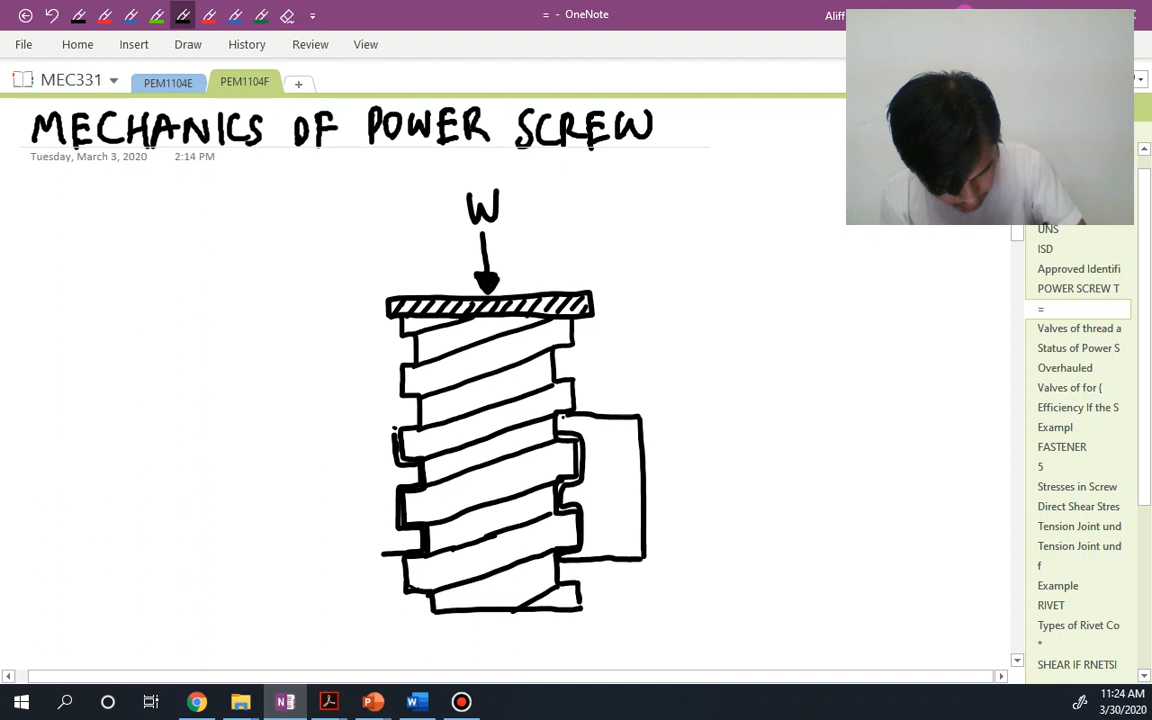 = - OneNote
Aliff
File Home Insert Draw History Review View
MEC331 PEM1104E PEM1104F
MECHANICS OF POWER SCREW
Tuesday, March 3, 2020 2:14 PM
W
UNS
ISD
Approved Identifi
POWER SCREW T
=
Valves of thread a
Status of Power S
Overhauled
Valves of for {
Efficiency If the S
Exampl
FASTENER
5
Stresses in Screw
Direct Shear Stres
Tension Joint und
Tension Joint und
f
Example
RIVET
Types of Rivet Co
*
SHEAR IF RNETSI
11:24 AM
3/30/2020